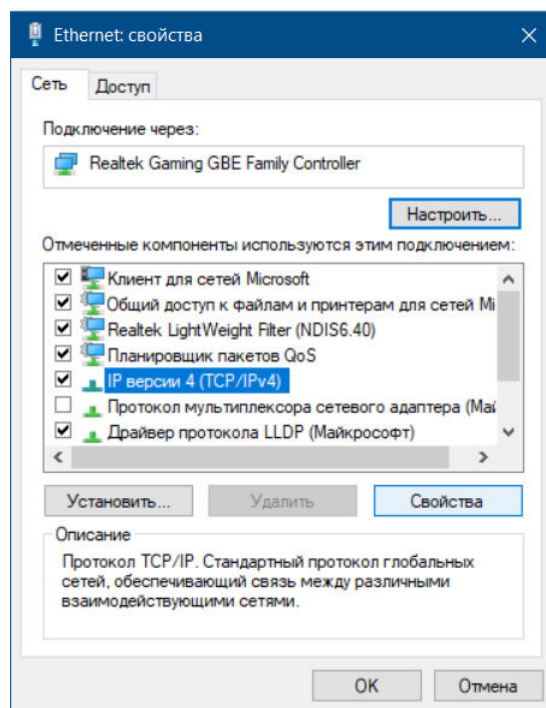 Ethernet: свойства
Сеть Доступ
Подключение через:
Realtek Gaming GBE Family Controller
Настроить...
Отмеченные компоненты используются этим подключением:
Клиент для сетей Microsoft
Общий доступ к файлам и принтерам для сетей Mi
Realtek LightWeight Filter (NDIS6.40)
Планировщик пакетов QoS
IP версии 4 (TCP/IPv4)
Протокол мультиплексора сетевого адаптера (Май
Драйвер протокола LLDP (Майкрософт)
Установить... Удалить Свойства
Описание
Протокол TCP/IP. Стандартный протокол глобальных
сетей, обеспечивающий связь между различными
взаимодействующими сетями.
OK Отмена